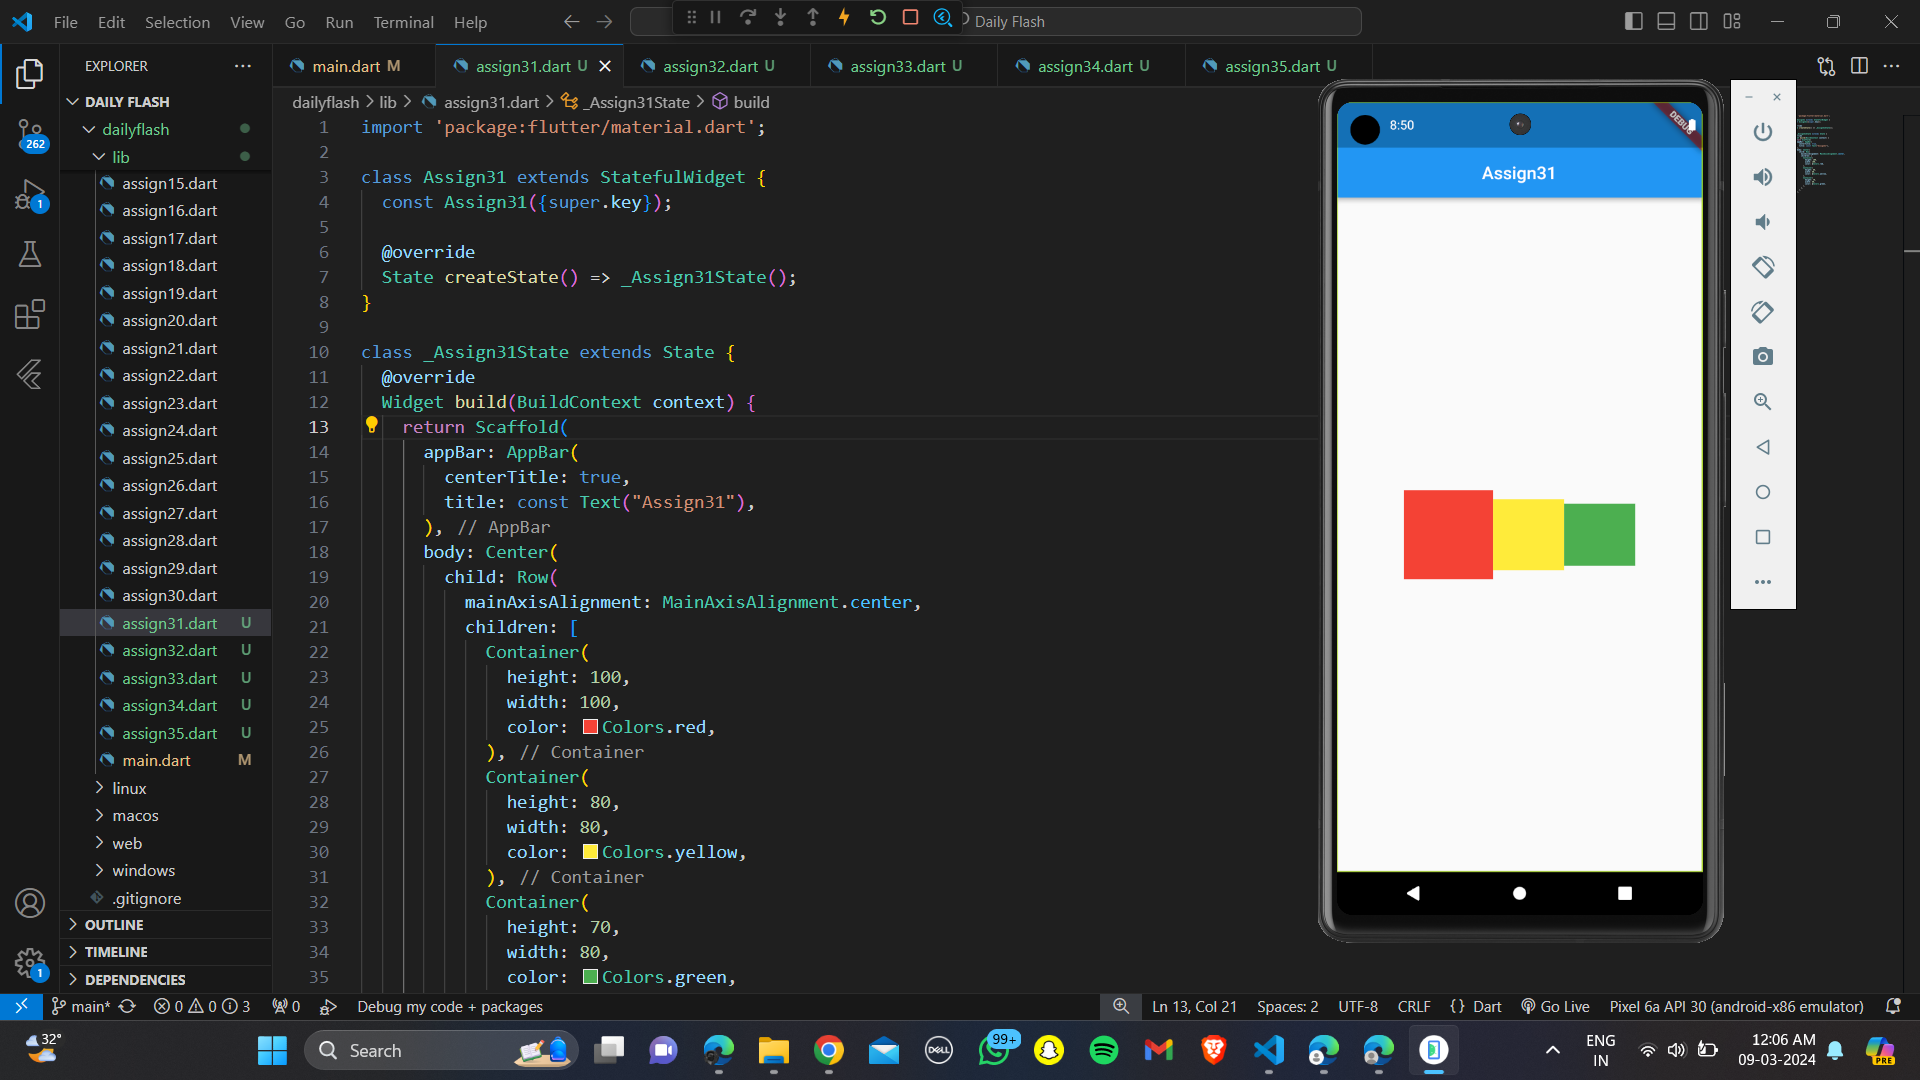 File Edit Selection View Go Run Terminal Help
Daily Flash
EXPLORER
DAILY FLASH
dailyflash
lib
assign15.dart
assign16.dart
assign17.dart
assign18.dart
assign19.dart
assign20.dart
assign21.dart
assign22.dart
assign23.dart
assign24.dart
assign25.dart
assign26.dart
assign27.dart
assign28.dart
assign29.dart
assign30.dart
assign31.dart U
assign32.dart U
assign33.dart U
assign34.dart U
assign35.dart U
main.dart M
linux
macos
web
windows
.gitignore
OUTLINE
TIMELINE
DEPENDENCIES
262
1
1
main.dart M assign31.dart U assign32.dart U assign33.dart U assign34.dart U assign35.dart U
dailyflash > lib > assign31.dart > _Assign31State > build
1 import 'package:flutter/material.dart';
2
3 class Assign31 extends StatefulWidget {
4 const Assign31({super.key});
5
6 @override
7 State createState() => _Assign31State();
8 }
9
10 class _Assign31State extends State {
11 @override
12 Widget build(BuildContext context) {
13 return Scaffold(
14 appBar: AppBar(
15 centerTitle: true,
16 title: const Text("Assign31"),
17 ), // AppBar
18 body: Center(
19 child: Row(
20 mainAxisAlignment: MainAxisAlignment.center,
21 children: [
22 Container(
23 height: 100,
24 width: 100,
25 color: Colors.red,
26 ), // Container
27 Container(
28 height: 80,
29 width: 80,
30 color: Colors.yellow,
31 ), // Container
32 Container(
33 height: 70,
34 width: 80,
35 color: Colors.green,
8:50
DEBUG
Assign31
main* 0 0 3 0 Debug my code + packages Ln 13, Col 21 Spaces: 2 UTF-8 CRLF {} Dart Go Live Pixel 6a API 30 (android-x86 emulator)
32°
Search
DELL
99+
ENG
IN
12:06 AM
09-03-2024
PRE